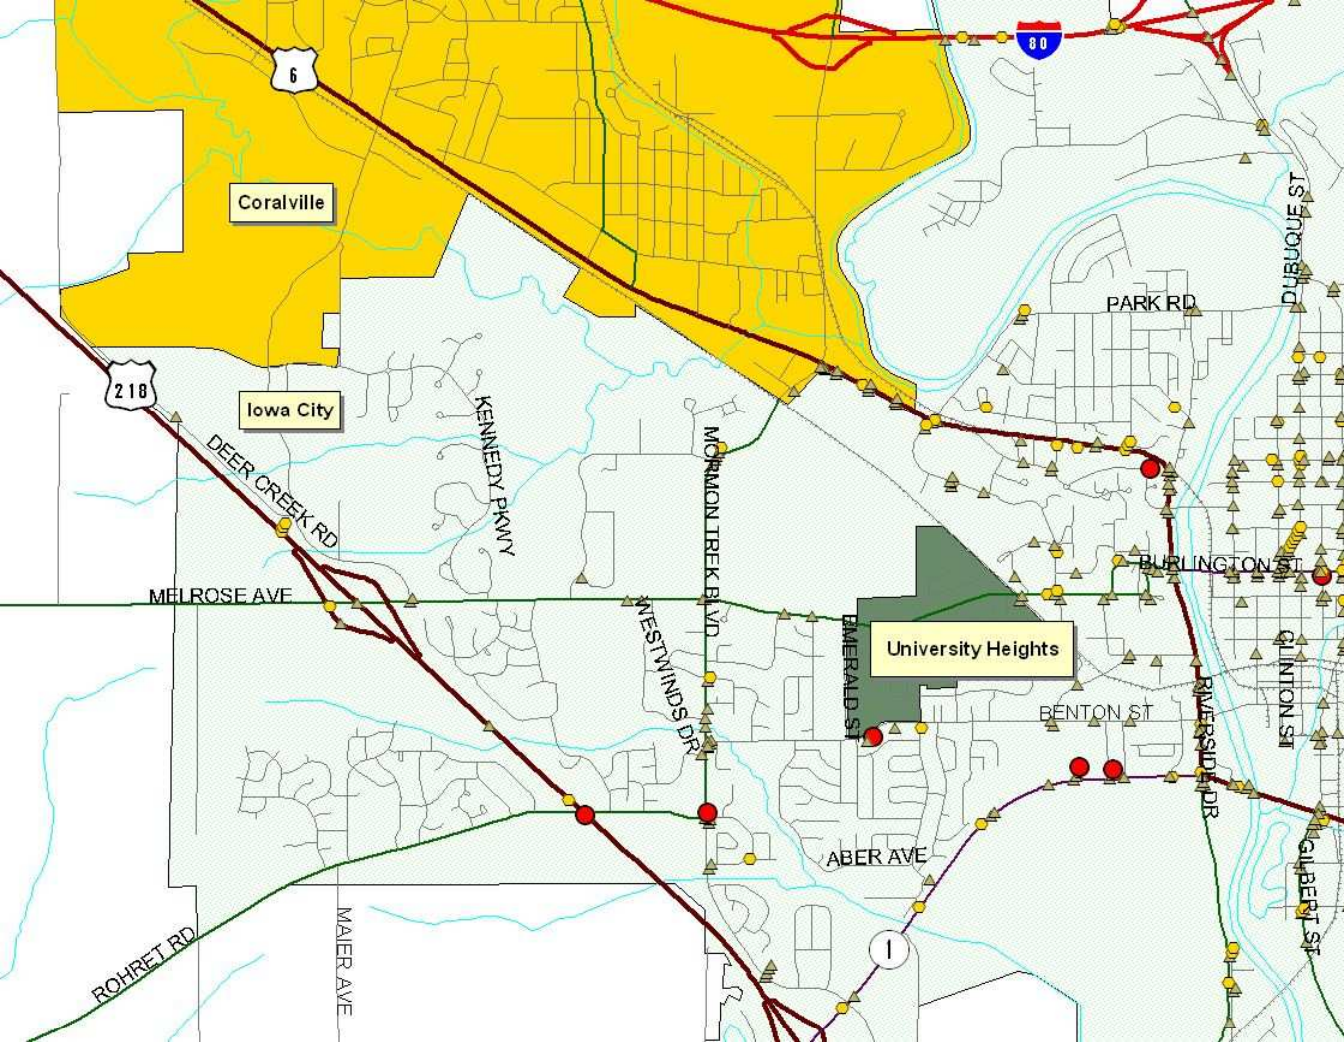 80
6
Coralville
DUBUQUE ST
PARK RD
218
Iowa City
KENNEDY PKWY
DEER CREEK RD
MORMON TREK BLVD
BURLINGTON ST
MELROSE AVE
WESTWINDS DR
EMERALD ST
University Heights
CLINTON ST
RIVERSIDE DR
BENTON ST
ABER AVE
GILBERT ST
MAIER AVE
ROHRET RD
1